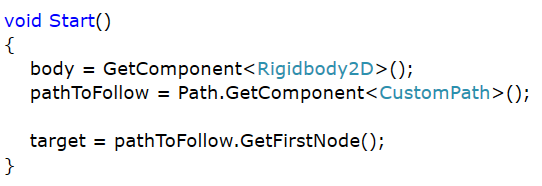 void Start()
{
    body = GetComponent<Rigidbody2D>();
    pathToFollow = Path.GetComponent<CustomPath>();

    target = pathToFollow.GetFirstNode();
}